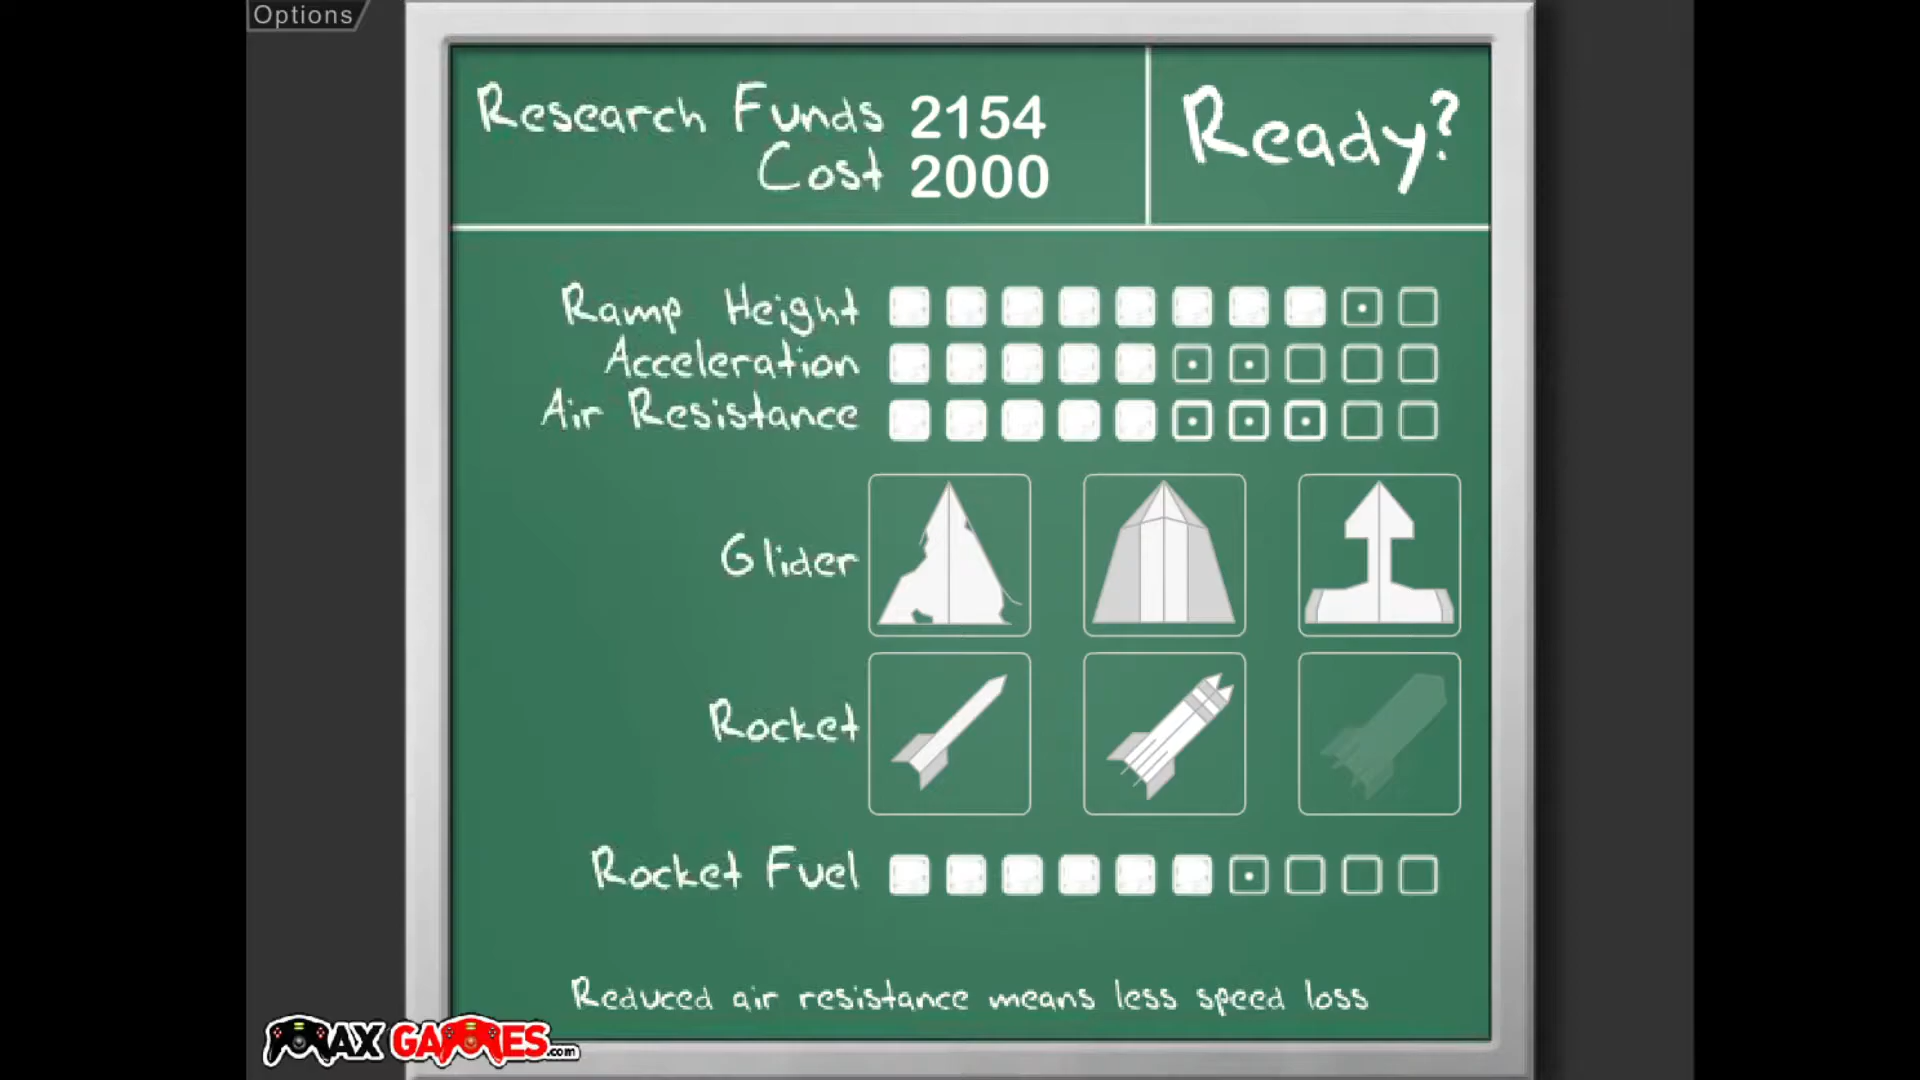 Options
Research Funds 2154
Cost 2000
Ready?
Ramp Height
Acceleration
Air Resistance
Glider
Rocket
Rocket Fuel
Reduced air resistance means less speed loss
MAX GAMES.com